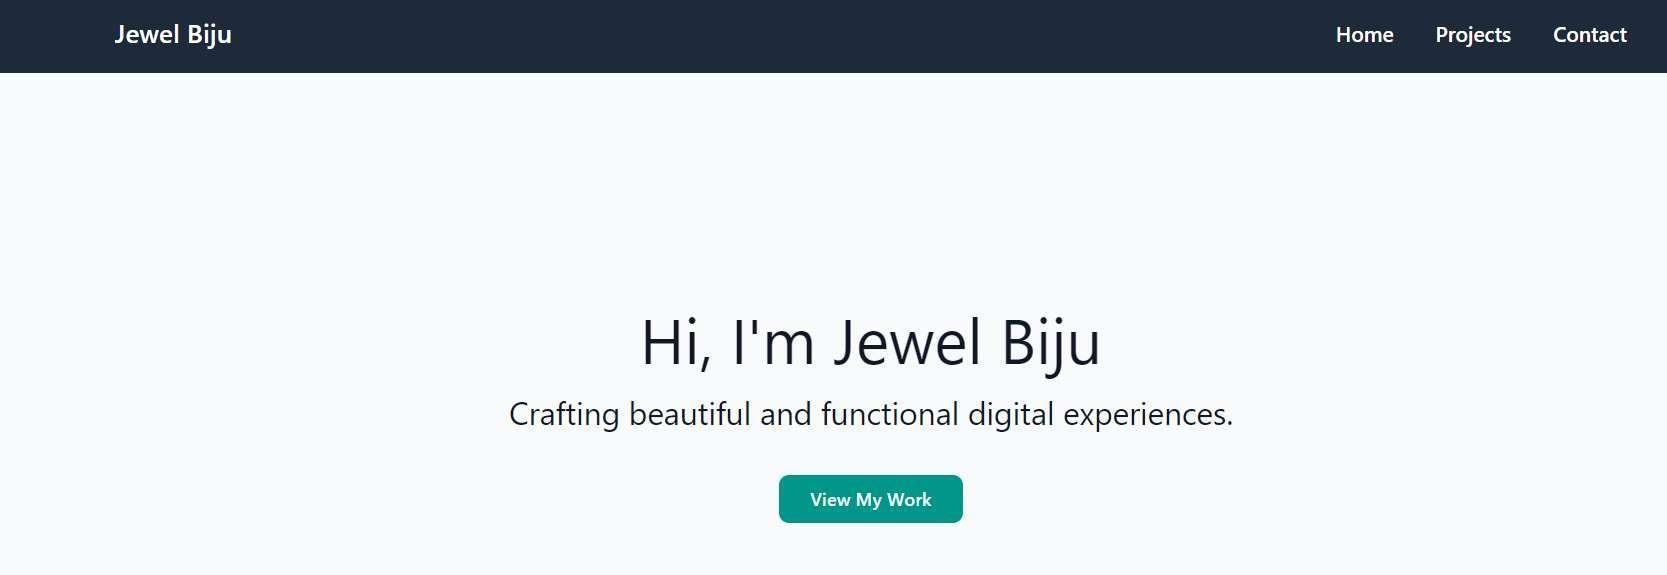 Jewel Biju
Home Projects Contact
Hi, I'm Jewel Biju
Crafting beautiful and functional digital experiences.
View My Work